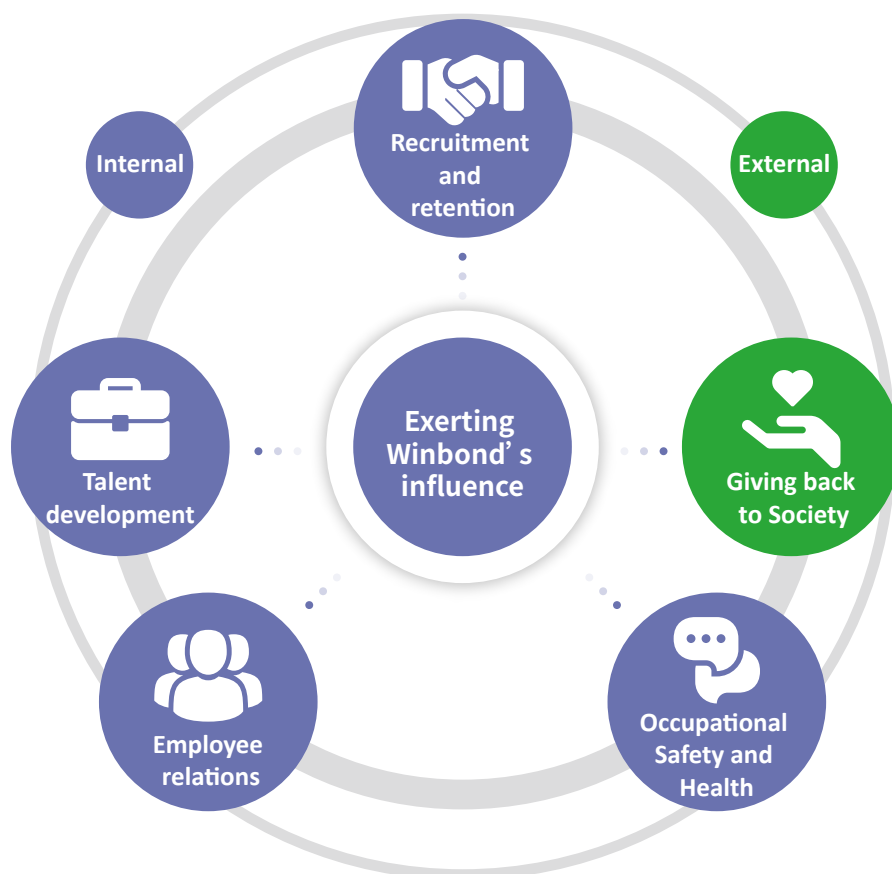 Recruitment
and
retention
Internal
External
Exerting
Winbond’s
influence
Talent
development
Giving back
to Society
Employee
relations
Occupational
Safety and
Health